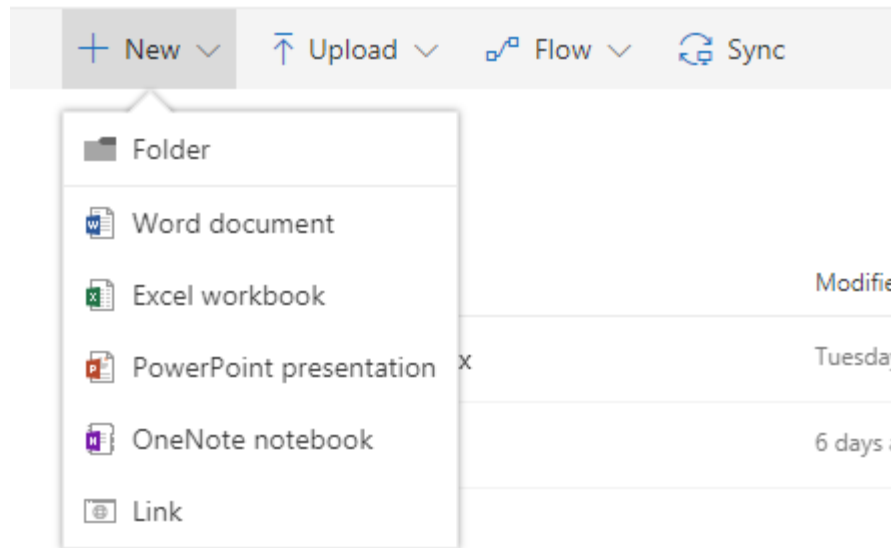 New Upload Flow Sync
Folder
Word document
Excel workbook
Modifie
PowerPoint presentation x Tuesday
OneNote notebook 6 days
Link